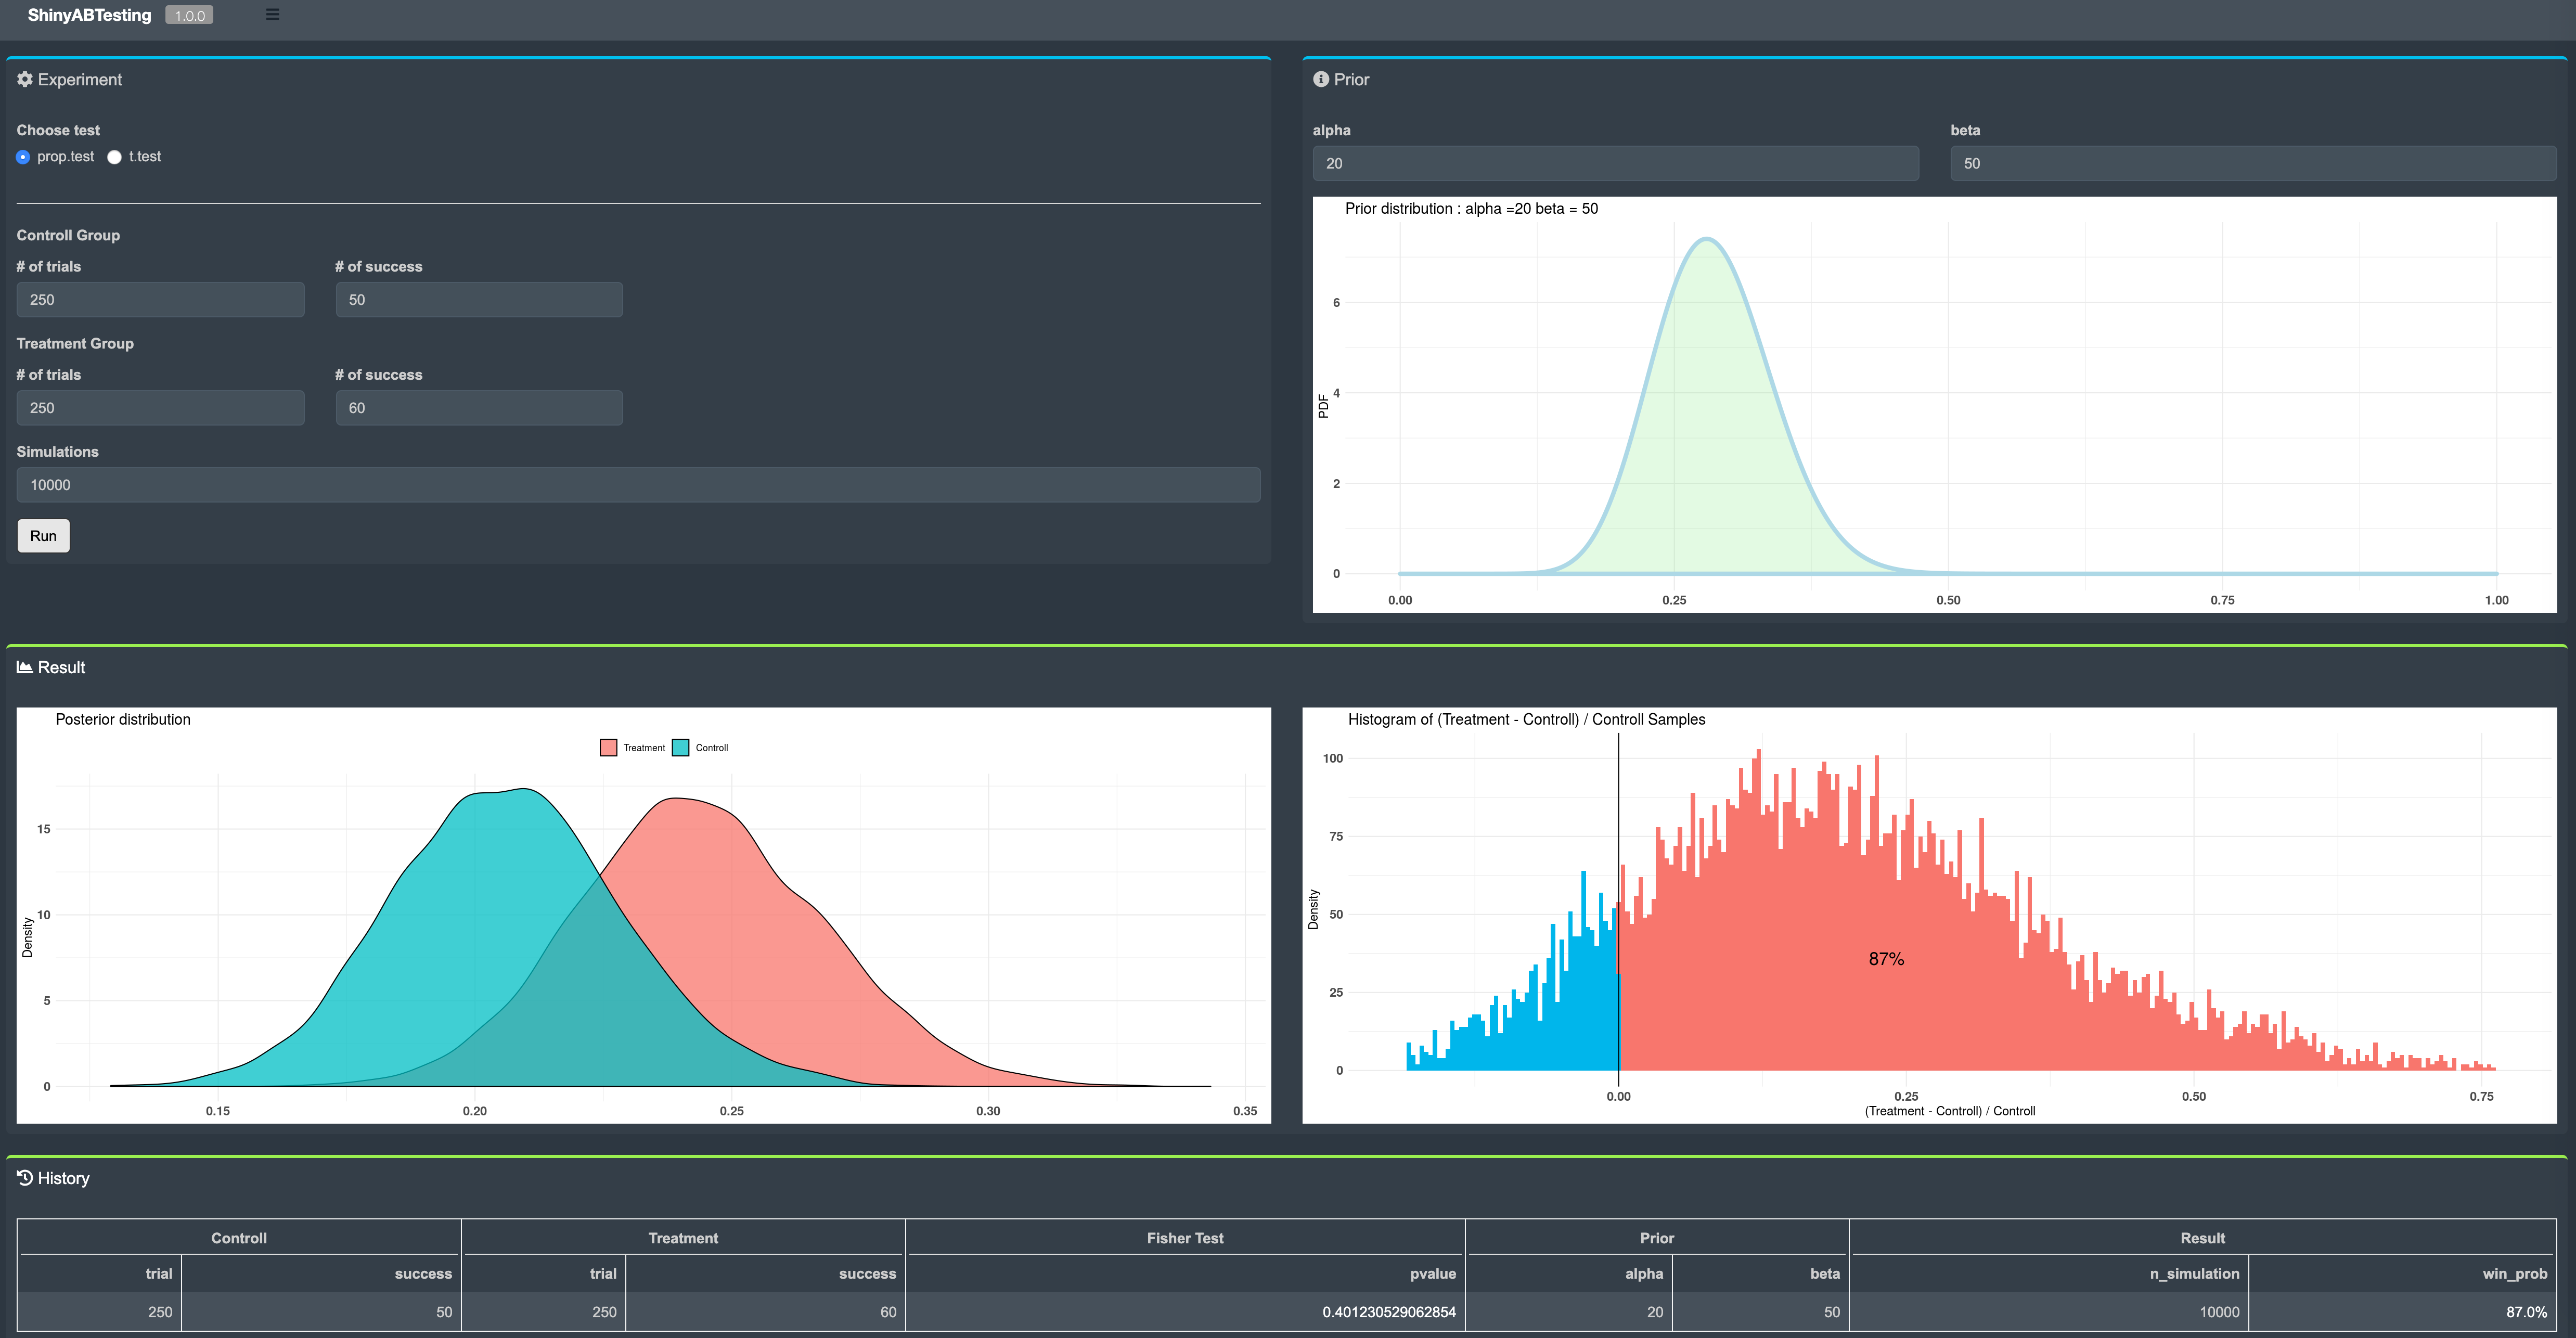 ShinyABTesting 1.0.0
Experiment
Choose test
prop.test t.test
Controll Group
# of trials # of success
250 50
Treatment Group
# of trials # of success
250 60
Simulations
10000
Run
Prior
alpha beta
20 50
Prior distribution : alpha =20 beta = 50
PDF
6
4
2
0
0.00 0.25 0.50 0.75 1.00
Result
Posterior distribution
Treatment Controll
Density
15
10
5
0
0.15 0.20 0.25 0.30 0.35
Histogram of (Treatment - Controll) / Controll Samples
Density
100
75
50
25
0
87%
0.00 0.25 0.50 0.75
(Treatment - Controll) / Controll
History
Controll Treatment Fisher Test Prior Result
trial success trial success pvalue alpha beta n_simulation win_prob
250 50 250 60 0.401230529062854 20 50 10000 87.0%